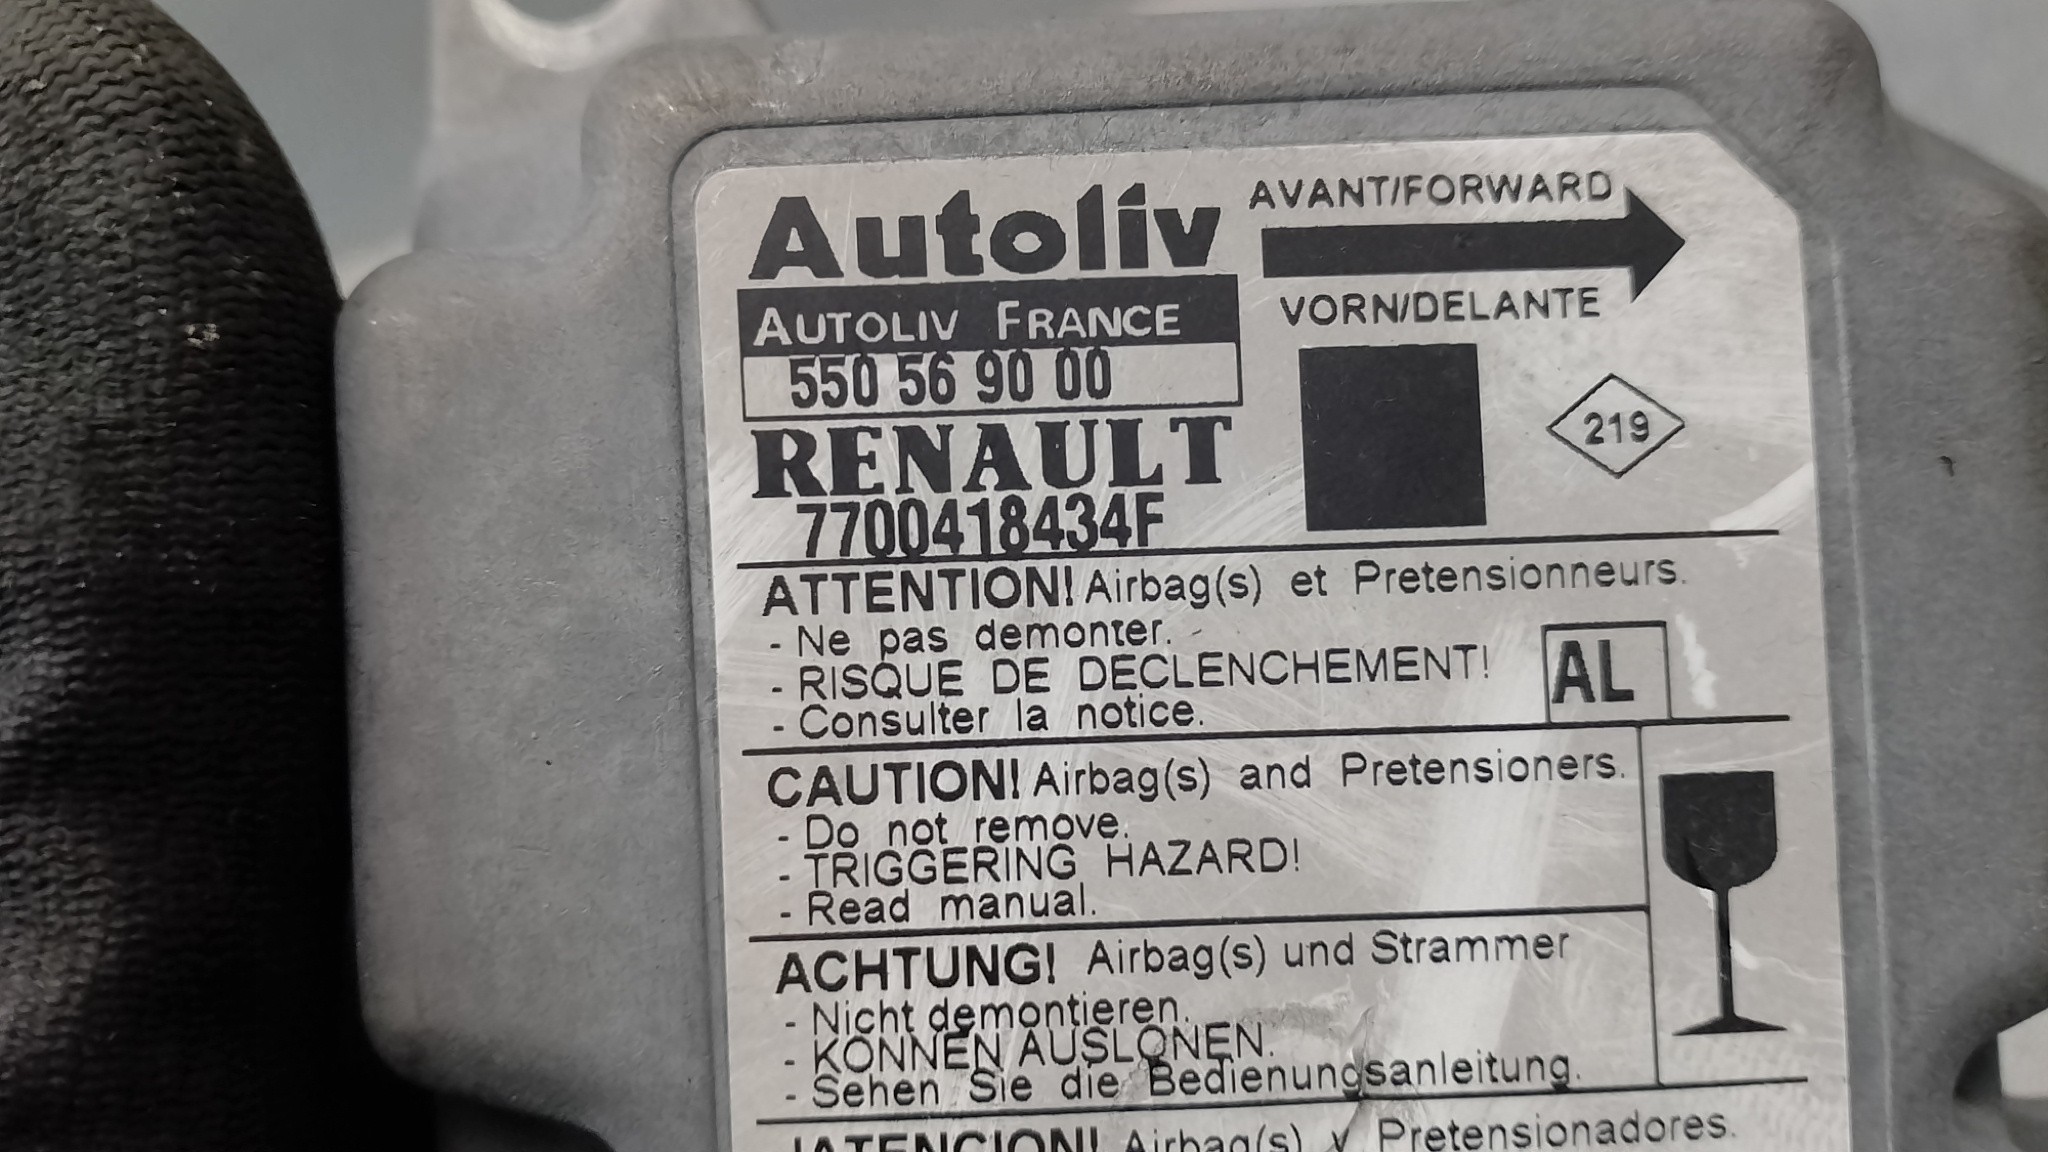 Autoliv
AVANT/FORWARD
VORN/DELANTE
AUTOLIV FRANCE
550 56 90 00
219
RENAULT
7700418434F
ATTENTION! Airbag(s) et Pretensionneurs.
- Ne pas demonter.
- RISQUE DE DECLENCHEMENT!
- Consulter la notice.
AL
CAUTION! Airbag(s) and Pretensioners.
- Do not remove.
- TRIGGERING HAZARD!
- Read manual.
ACHTUNG! Airbag(s) und Strammer
- Nicht demontieren.
- KONNEN AUSLONEN.
- Sehen Sie die Bedienungsanleitung.
¡ATENCION! Airbag(s) y Pretensionadores.